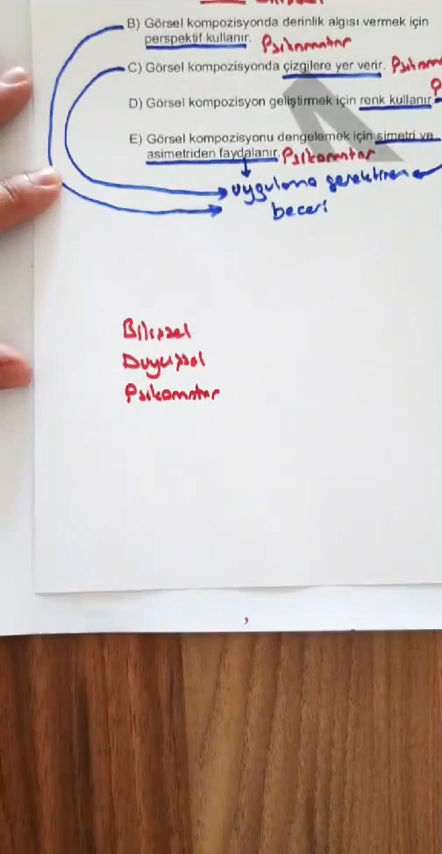 B) Görsel kompozisyonda derinlik algısı vermek için
perspektif kullanır. Psikomotor
C) Görsel kompozisyonda çizgilere yer verir.
D) Görsel kompozisyon geliştirmek için renk kullanır
E) Görsel kompozisyonu dengelemek için simetri ve
asimetriden faydalanır. Psikomotor
uygulama gerektiren
beceri
Bilişsel
Duyuşsal
Psikomotor